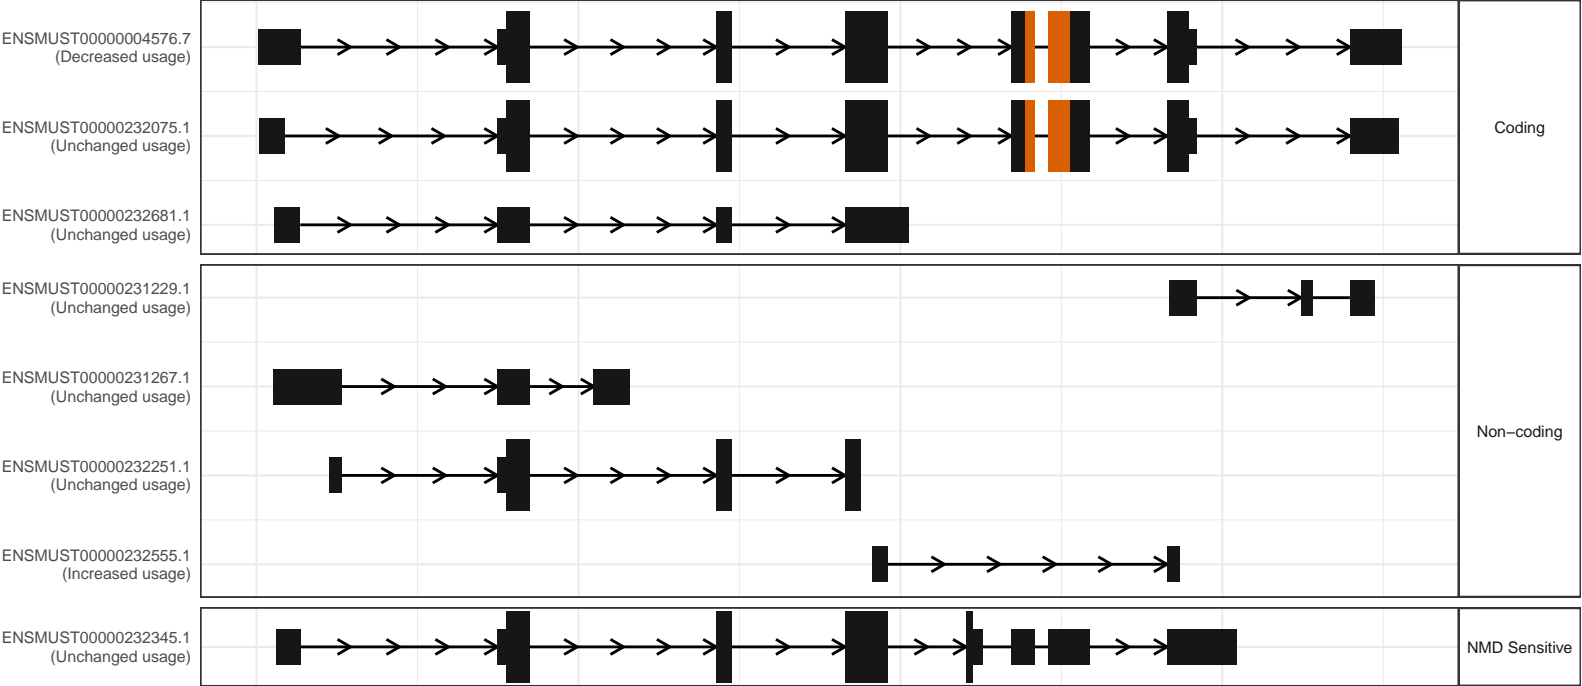 ENSMUST00000004576.7
(Decreased usage)
ENSMUST00000232075.1
(Unchanged usage)
Coding
ENSMUST00000232681.1
(Unchanged usage)
ENSMUST00000231229.1
(Unchanged usage)
ENSMUST00000231267.1
(Unchanged usage)
Non−coding
ENSMUST00000232251.1
(Unchanged usage)
ENSMUST00000232555.1
(Increased usage)
ENSMUST00000232345.1
(Unchanged usage)
NMD Sensitive